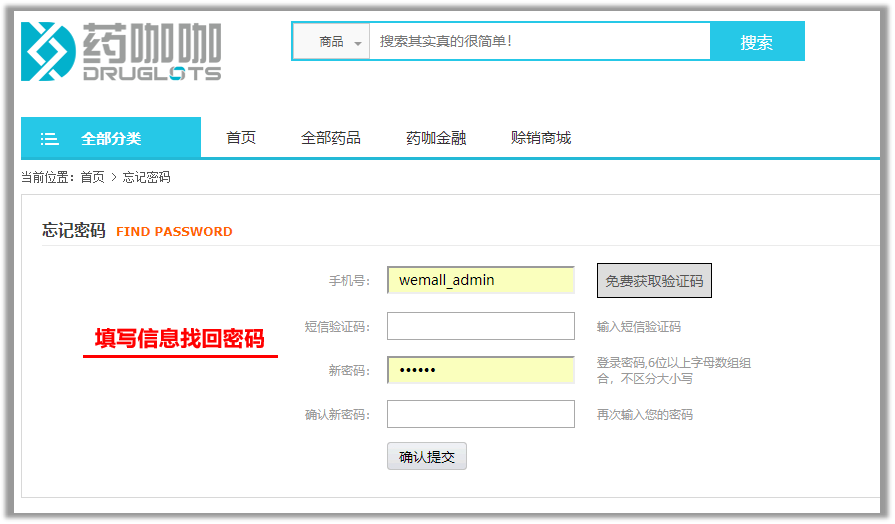 药咖咖
DRUGLOTS
商品 搜索其实真的很简单! 搜索
全部分类 首页 全部药品 药咖金融 赊销商城
当前位置: 首页 > 忘记密码
忘记密码 FIND PASSWORD
手机号: wemall_admin 免费获取验证码
短信验证码: 输入短信验证码
填写信息找回密码
新密码: •••••• 登录密码,6位以上字母数组组
合，不区分大小写
确认新密码: 再次输入您的密码
确认提交